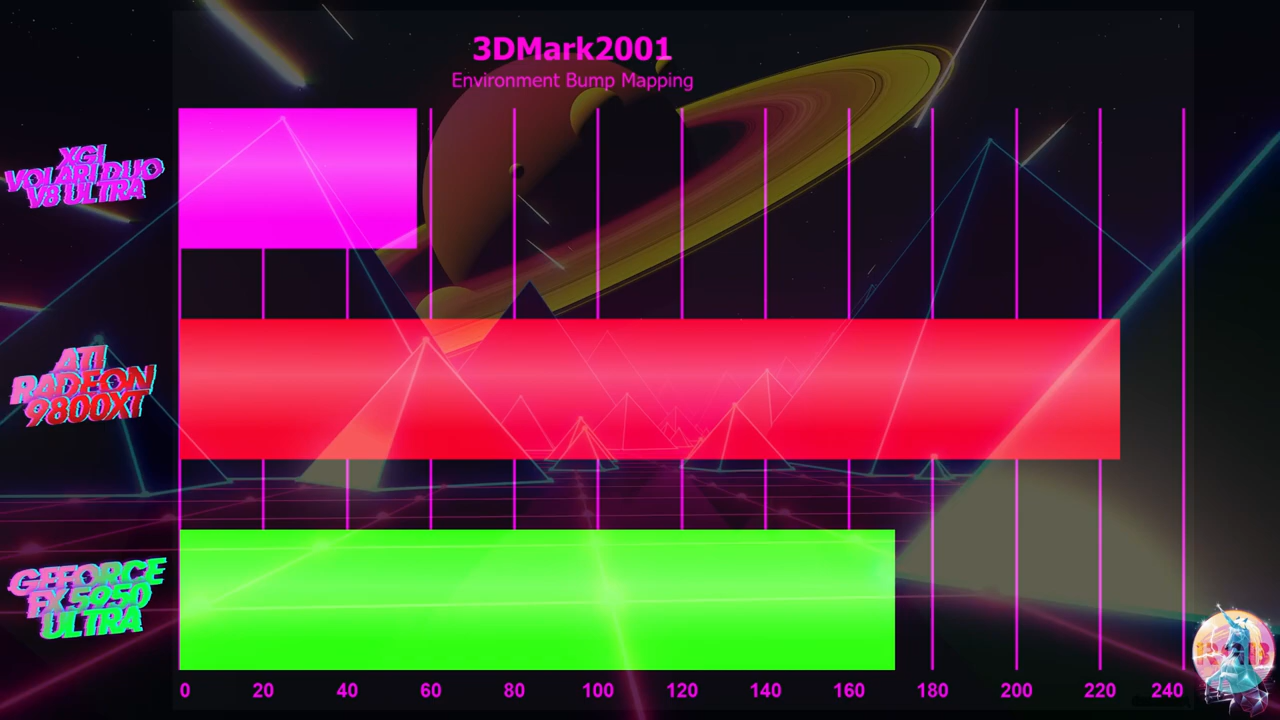 3DMark2001
Environment Bump Mapping
XGI
VOLARI DUO
V8 ULTRA
ATI
RADEON
9800XT
GEFORCE
FX 5950
ULTRA
0 20 40 60 80 100 120 140 160 180 200 220 240
RGB